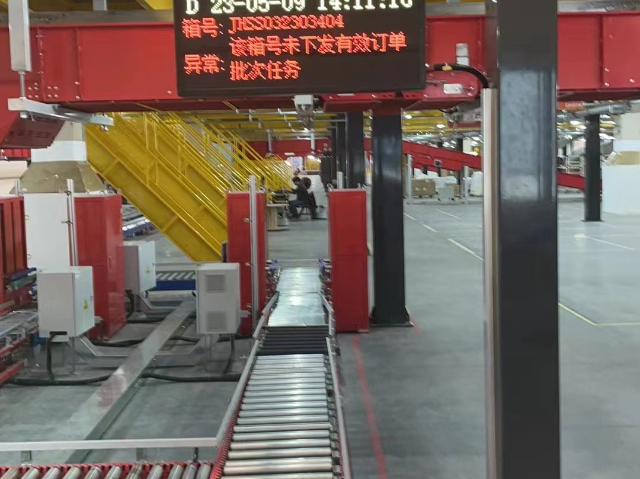 D 23-05-09 14:11:16
箱号: JHSS032303404
该箱号未下发有效订单
异常: 批次任务